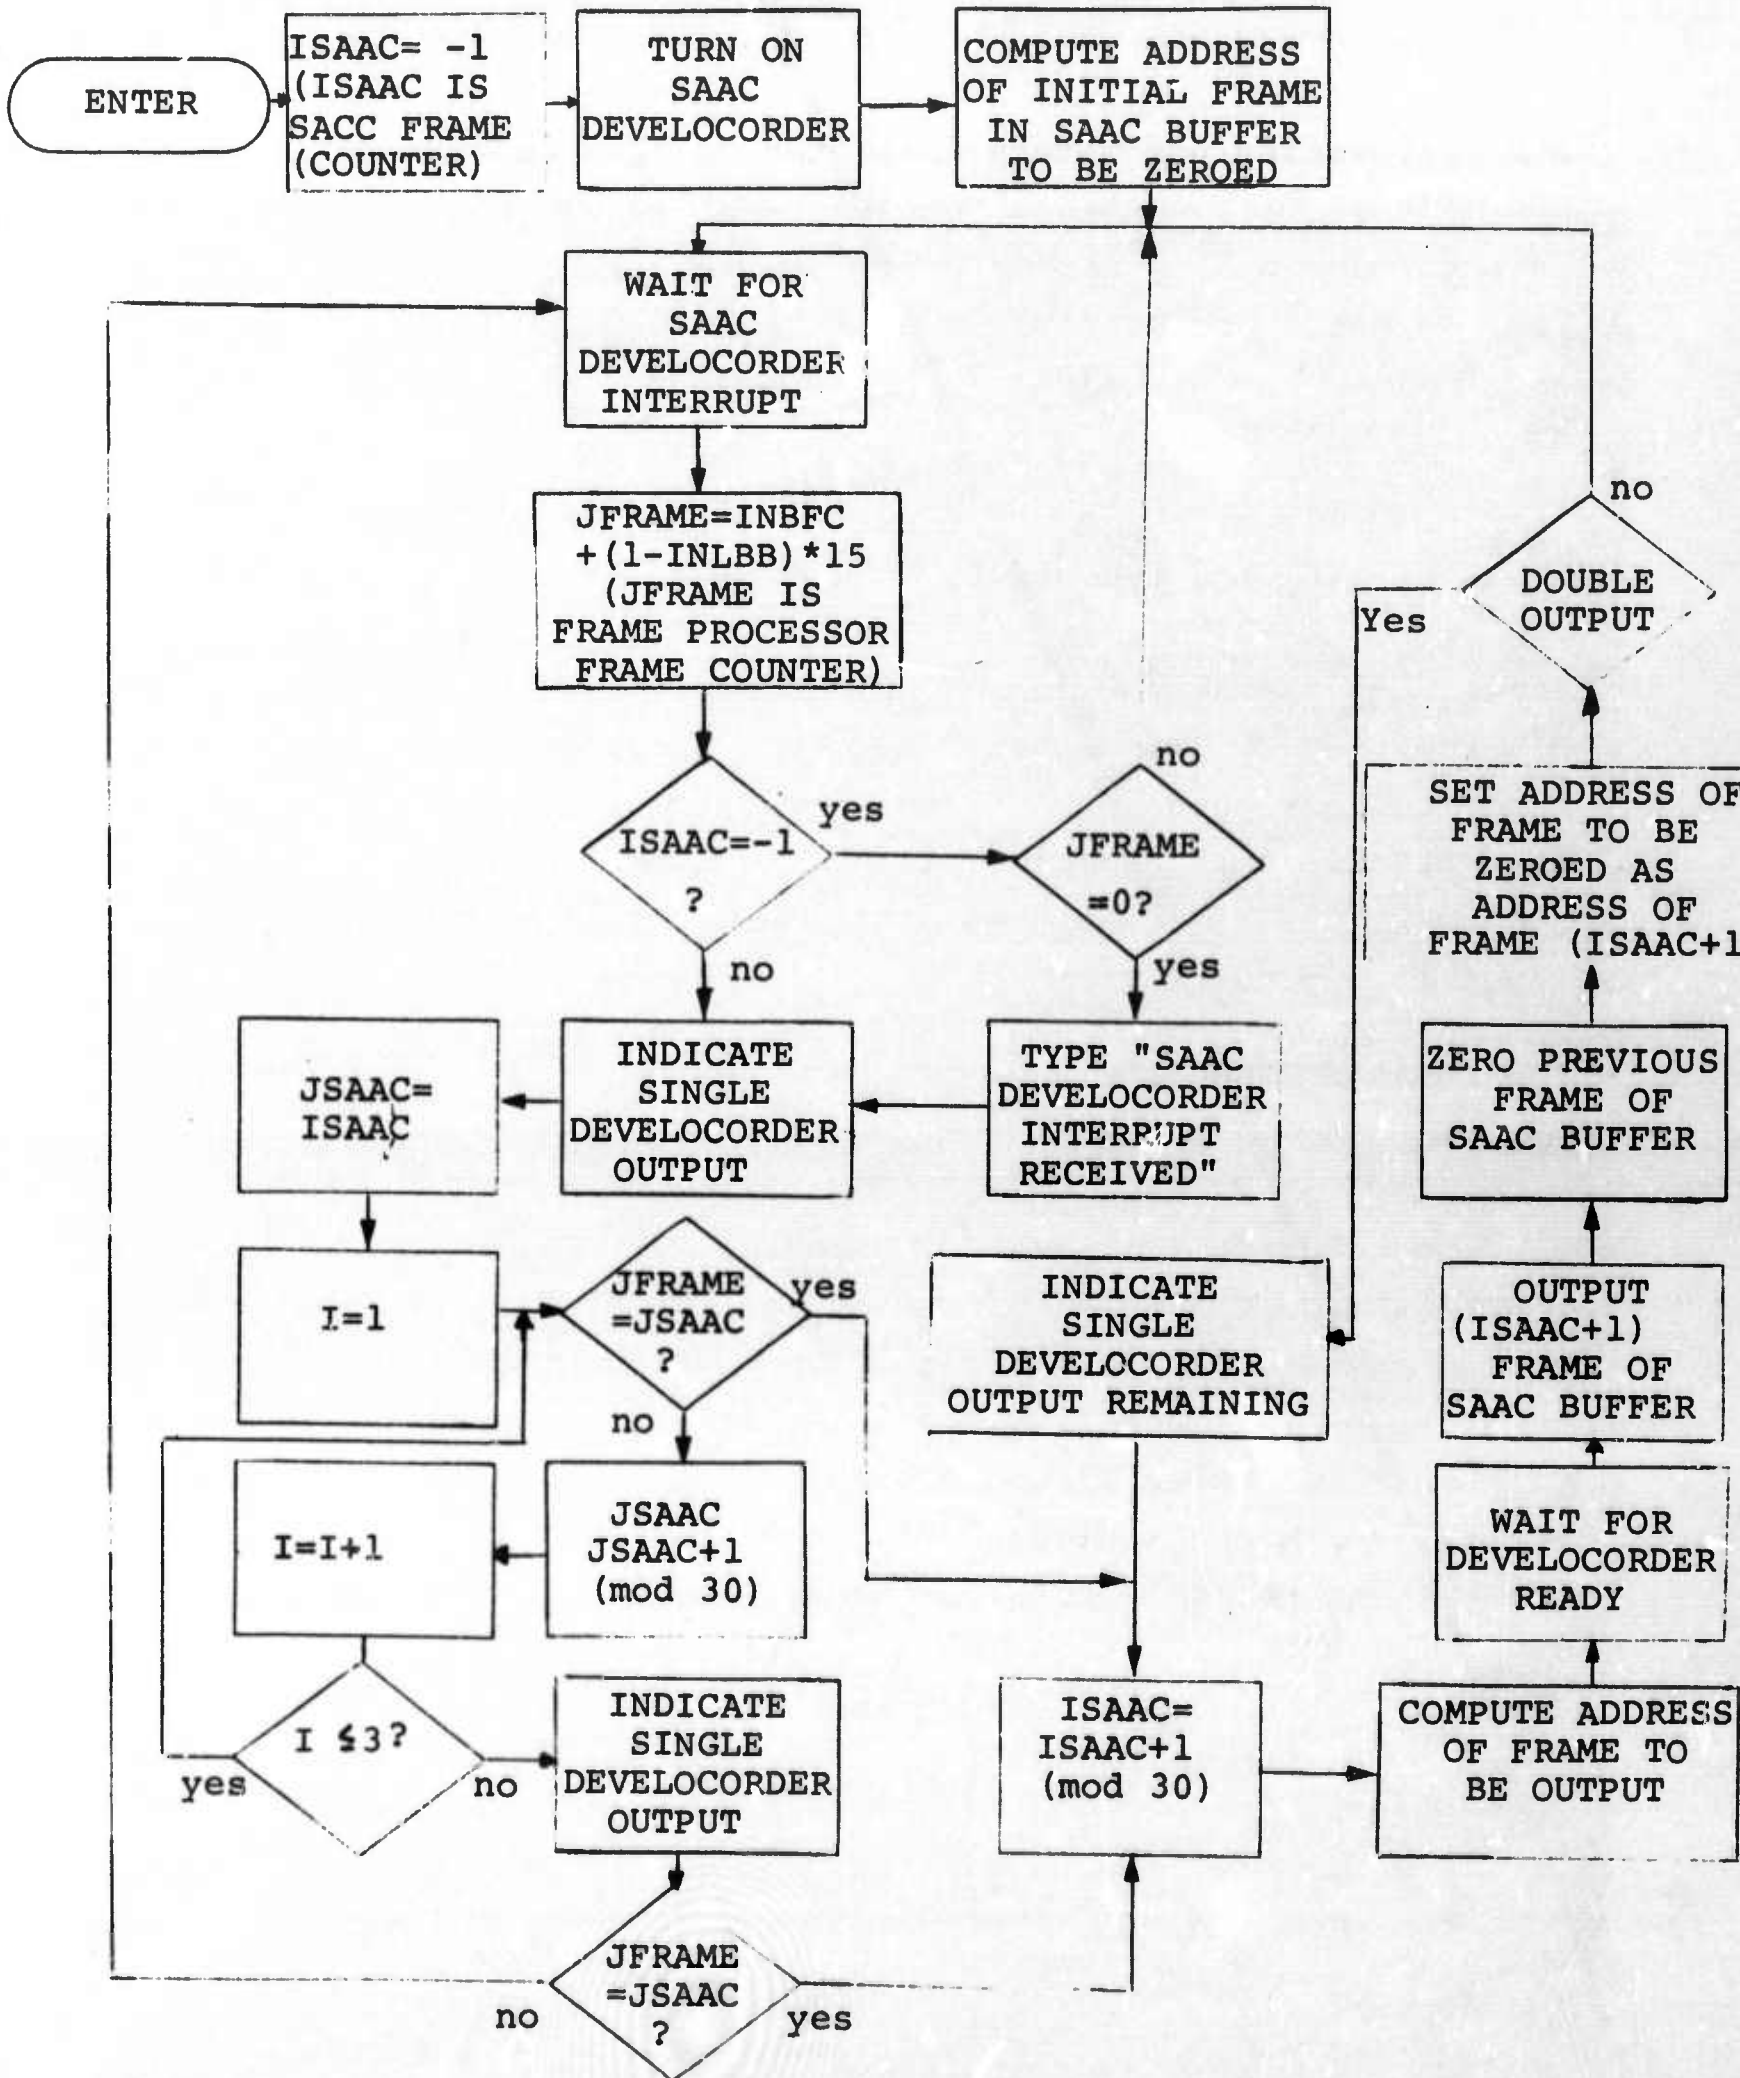 ENTER
ISAAC= -1
(ISAAC IS
SACC FRAME
(COUNTER)
TURN ON
SAAC
DEVELOCORDER
COMPUTE ADDRESS
OF INITIAL FRAME
IN SAAC BUFFER
TO BE ZEROED
WAIT FOR
SAAC
DEVELOCORDER
INTERRUPT
JFRAME=INBFC
+(1-INLBB)*15
(JFRAME IS
FRAME PROCESSOR
FRAME COUNTER)
ISAAC=-1
?
yes
no
JFRAME
=0?
no
yes
TYPE "SAAC
DEVELOCORDER
INTERRUPT
RECEIVED"
INDICATE
SINGLE
DEVELOCORDER
OUTPUT
JSAAC=
ISAAC
I=1
JFRAME
=JSAAC
?
yes
no
JSAAC
JSAAC+1
(mod 30)
I=I+1
I ≤3?
yes
no
INDICATE
SINGLE
DEVELOCORDER
OUTPUT
JFRAME
=JSAAC
?
no
yes
INDICATE
SINGLE
DEVELOCORDER
OUTPUT REMAINING
ISAAC=
ISAAC+1
(mod 30)
COMPUTE ADDRESS
OF FRAME TO
BE OUTPUT
WAIT FOR
DEVELOCORDER
READY
OUTPUT
(ISAAC+1)
FRAME OF
SAAC BUFFER
ZERO PREVIOUS
FRAME OF
SAAC BUFFER
SET ADDRESS OF
FRAME TO BE
ZEROED AS
ADDRESS OF
FRAME (ISAAC+1
DOUBLE
OUTPUT
no
Yes